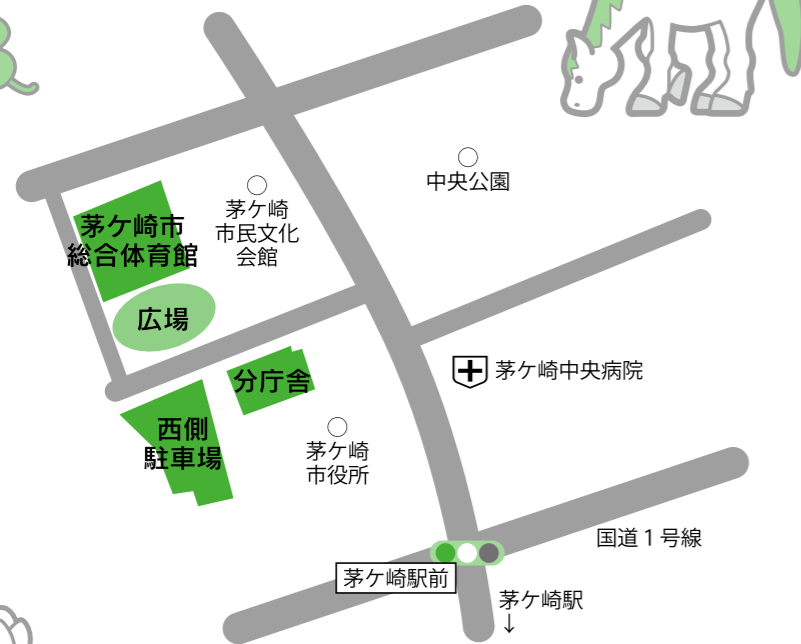 中央公園
茅ケ崎
市民文化
会館
茅ケ崎市
総合体育館
広場
分庁舎
茅ケ崎中央病院
西側
駐車場
茅ケ崎
市役所
国道１号線
茅ケ崎駅前
茅ケ崎駅
↓